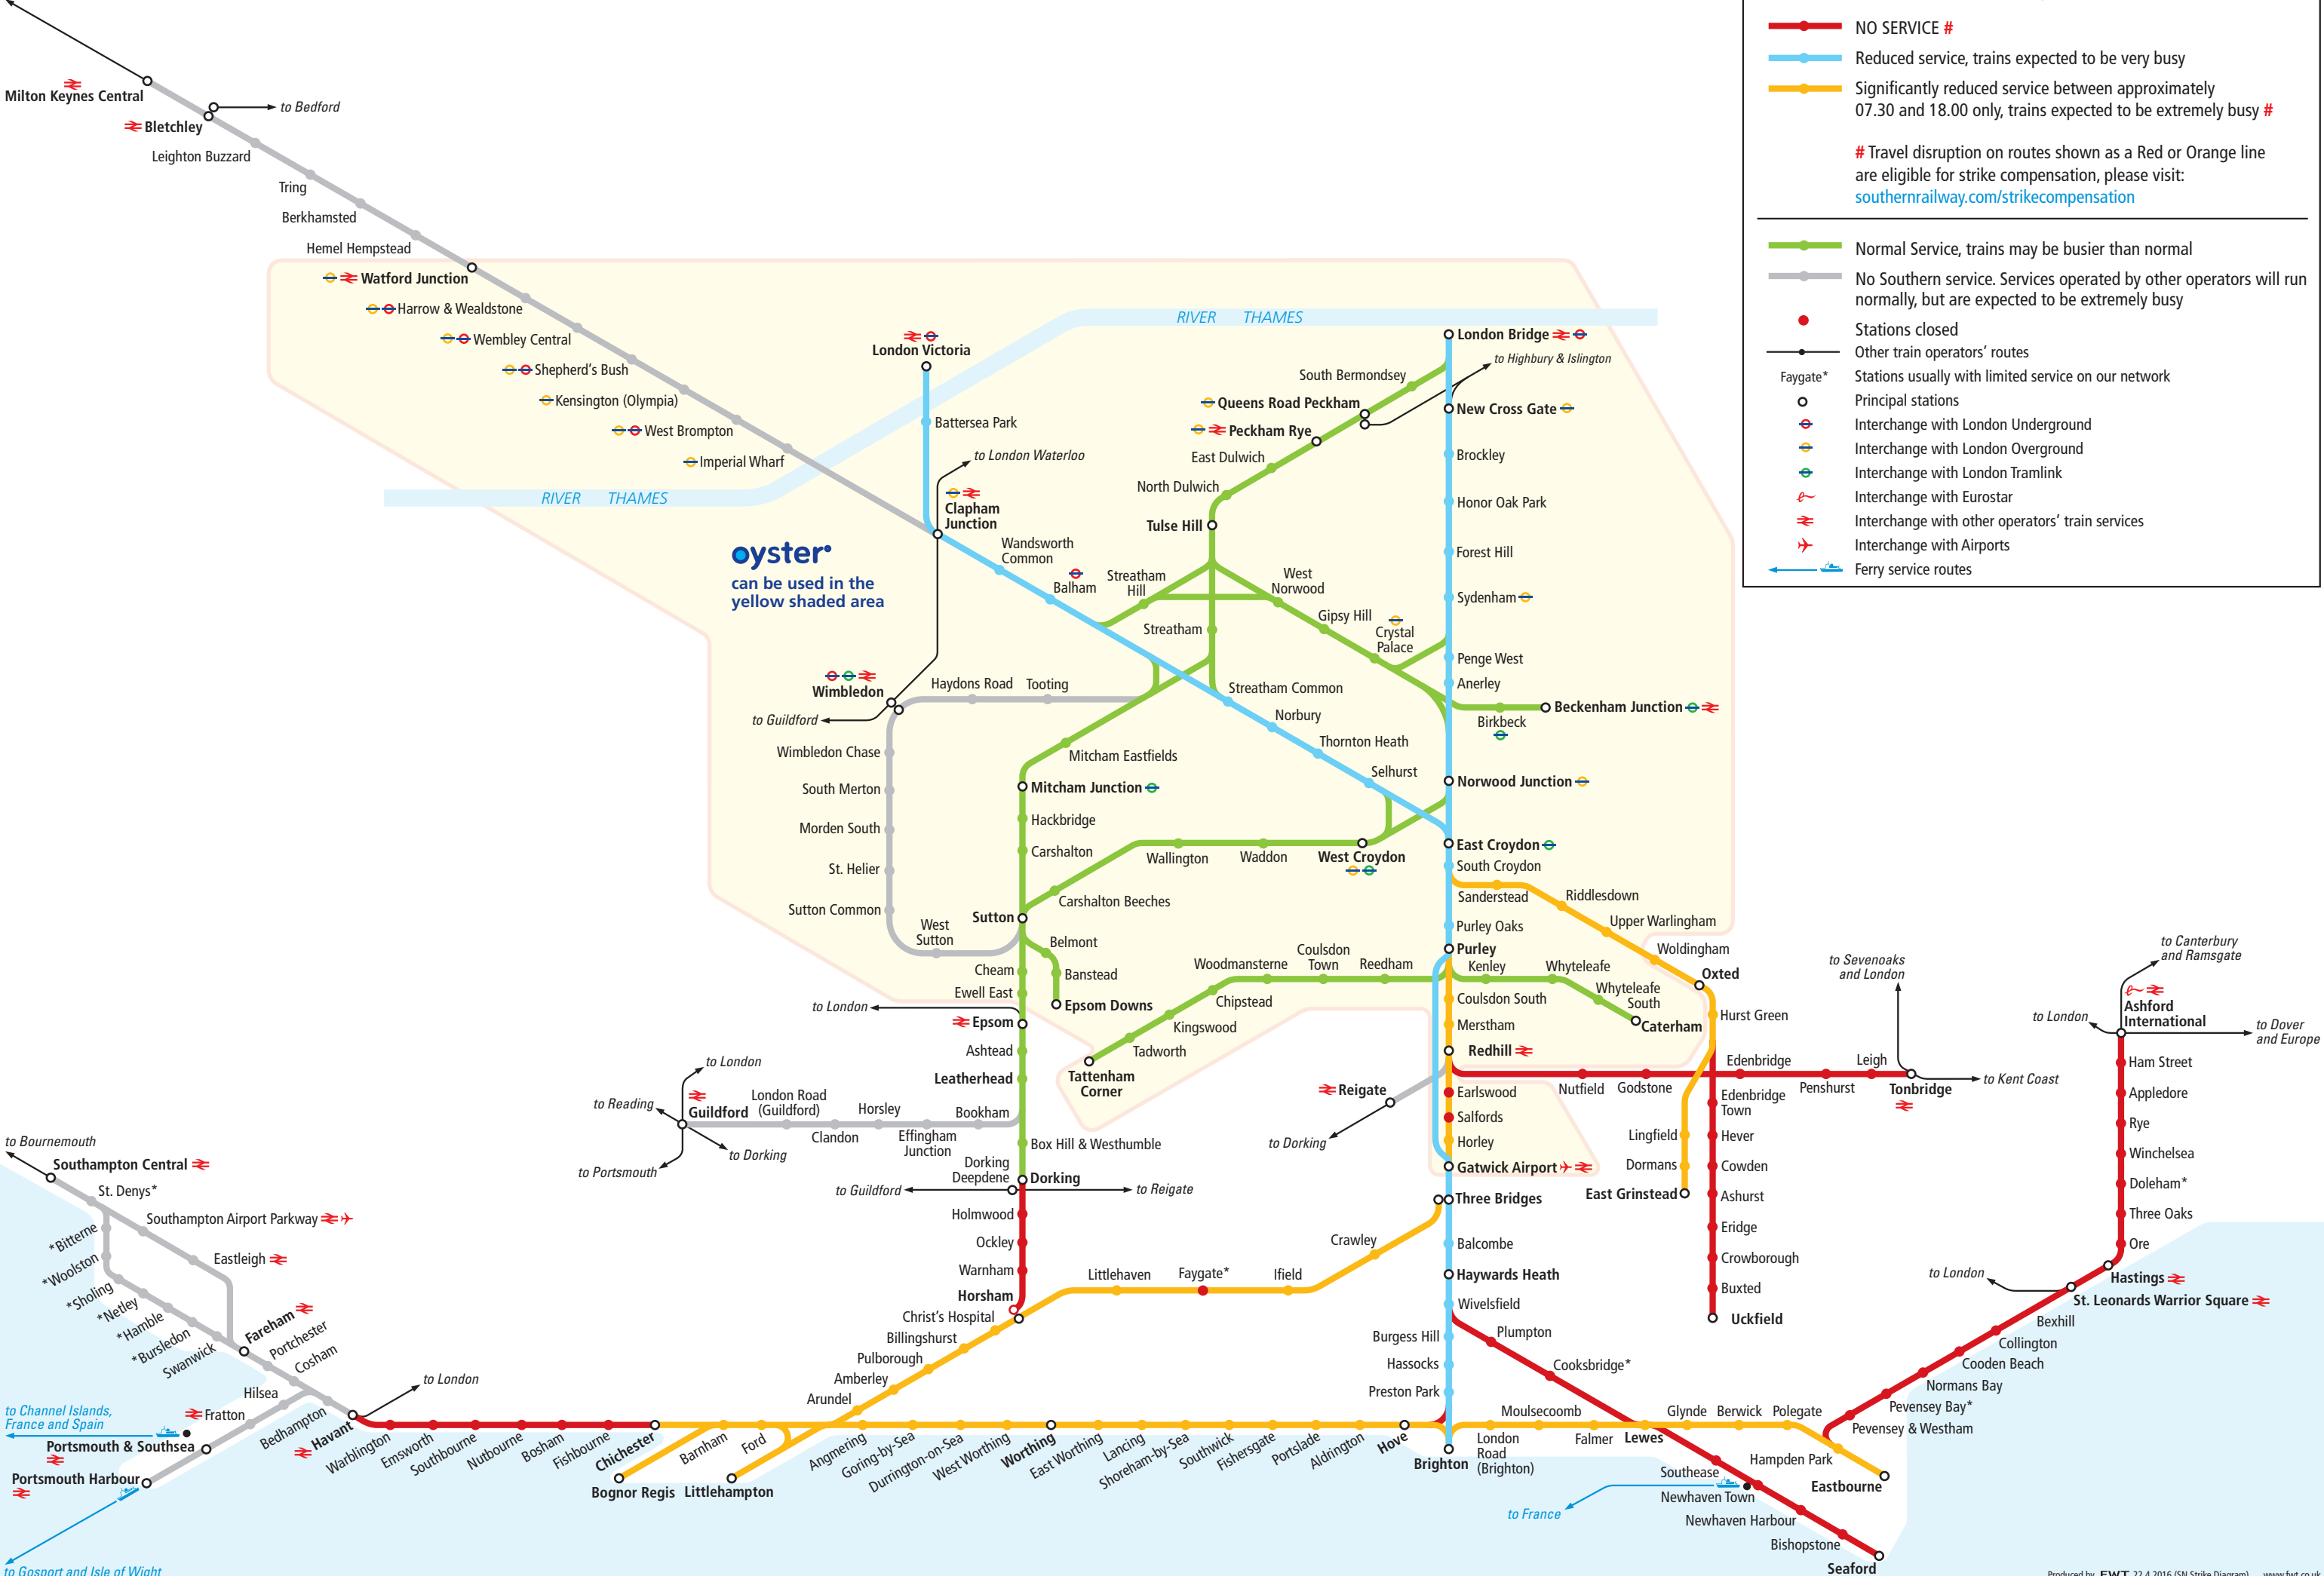 NO SERVICE #
Reduced service, trains expected to be very busy
Significantly reduced service between approximately
07.30 and 18.00 only, trains expected to be extremely busy #
# Travel disruption on routes shown as a Red or Orange line
are eligible for strike compensation, please visit:
southernrailway.com/strikecompensation
Normal Service, trains may be busier than normal
No Southern service. Services operated by other operators will run
normally, but are expected to be extremely busy
Stations closed
Other train operators' routes
Faygate*
Stations usually with limited service on our network
Principal stations
Interchange with London Underground
Interchange with London Overground
Interchange with London Tramlink
Interchange with Eurostar
Interchange with other operators' train services
Interchange with Airports
Ferry service routes
Milton Keynes Central
to Bedford
Bletchley
Leighton Buzzard
Tring
Berkhamsted
Hemel Hempstead
Watford Junction
Harrow & Wealdstone
Wembley Central
Shepherd's Bush
Kensington (Olympia)
West Brompton
Imperial Wharf
RIVER THAMES
RIVER THAMES
London Victoria
Battersea Park
to London Waterloo
Clapham
Junction
oyster
can be used in the
yellow shaded area
Wandsworth
Common
Balham
Streatham
Hill
West
Norwood
Gipsy Hill
Crystal
Palace
Streatham
London Bridge
to Highbury & Islington
South Bermondsey
Queens Road Peckham
New Cross Gate
Peckham Rye
East Dulwich
North Dulwich
Tulse Hill
Brockley
Honor Oak Park
Forest Hill
Sydenham
Penge West
Anerley
Beckenham Junction
Birkbeck
Wimbledon
Haydons Road
Tooting
to Guildford
Streatham Common
Norbury
Thornton Heath
Selhurst
Norwood Junction
Wimbledon Chase
South Merton
Morden South
St. Helier
Sutton Common
West
Sutton
Mitcham Eastfields
Mitcham Junction
Hackbridge
Carshalton
Wallington
Waddon
West Croydon
Carshalton Beeches
Sutton
East Croydon
South Croydon
Sanderstead
Riddlesdown
Upper Warlingham
Woldingham
Oxted
Purley Oaks
Purley
Belmont
Banstead
Epsom Downs
Cheam
Ewell East
to London
Epsom
Ashtead
Leatherhead
Woodmansterne
Coulsdon
Town
Reedham
Chipstead
Kingswood
Tadworth
Tattenham
Corner
Kenley
Whyteleafe
Whyteleafe
South
Caterham
Coulsdon South
Merstham
Redhill
Hurst Green
to Sevenoaks
and London
to Canterbury
and Ramsgate
Ashford
International
to London
to Dover
and Europe
Ham Street
Appledore
Rye
Winchelsea
Doleham*
Three Oaks
Ore
Hastings
to London
St. Leonards Warrior Square
Bexhill
Collington
Cooden Beach
Normans Bay
Pevensey Bay*
Pevensey & Westham
Nutfield
Godstone
Edenbridge
Penshurst
Leigh
Tonbridge
to Kent Coast
Reigate
to Dorking
Earlswood
Salfords
Horley
Gatwick Airport
Edenbridge
Town
Hever
Cowden
Ashurst
Eridge
Crowborough
Buxted
Uckfield
Lingfield
Dormans
East Grinstead
to London
to Reading
Guildford
to Portsmouth
to Dorking
London Road
(Guildford)
Clandon
Horsley
Effingham
Junction
Bookham
Box Hill & Westhumble
Dorking
Deepdene
Dorking
to Guildford
to Reigate
Holmwood
Ockley
Warnham
Horsham
Christ's Hospital
Billingshurst
Pulborough
Amberley
Arundel
Littlehaven
Faygate*
Ifield
Crawley
Three Bridges
Balcombe
Haywards Heath
Wivelsfield
Burgess Hill
Hassocks
Preston Park
Plumpton
Cooksbridge*
to Bournemouth
Southampton Central
St. Denys*
Southampton Airport Parkway
Eastleigh
*Bitterne
*Woolston
*Sholing
*Netley
*Hamble
*Bursledon
Swanwick
Fareham
Portchester
Cosham
to London
Hilsea
Fratton
Bedhampton
Havant
to Channel Islands,
France and Spain
Portsmouth & Southsea
Portsmouth Harbour
to Gosport and Isle of Wight
Warblington
Emsworth
Southbourne
Nutbourne
Bosham
Fishbourne
Chichester
Bognor Regis
Barnham
Ford
Littlehampton
Angmering
Goring-by-Sea
Durrington-on-Sea
West Worthing
Worthing
East Worthing
Lancing
Shoreham-by-Sea
Southwick
Fishersgate
Portslade
Aldrington
Hove
Brighton
London
Road
(Brighton)
Moulsecoomb
Falmer
Lewes
Glynde
Berwick
Polegate
Hampden Park
Eastbourne
Southease
Newhaven Town
to France
Newhaven Harbour
Bishopstone
Seaford
Produced by FWT 22.4.2016 (SN Strike Diagram) www.fwt.co.uk